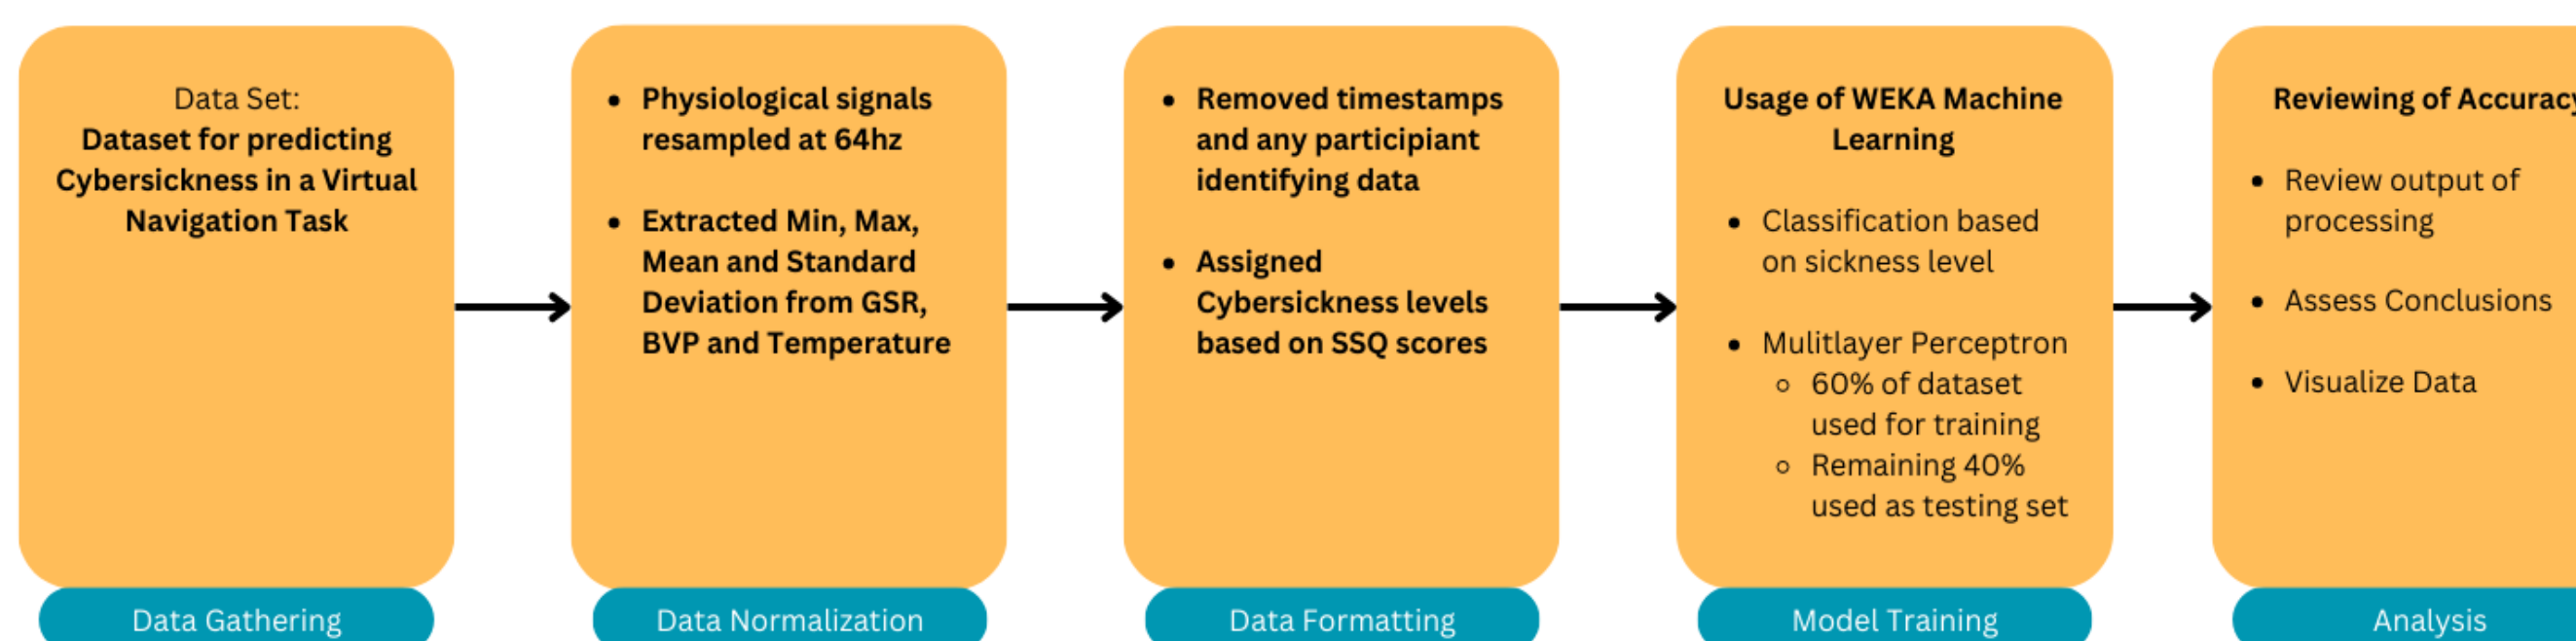 Data Set:
Dataset for predicting
Cybersickness in a Virtual
Navigation Task
Data Gathering
• Physiological signals
resampled at 64hz
• Extracted Min, Max,
Mean and Standard
Deviation from GSR,
BVP and Temperature
Data Normalization
• Removed timestamps
and any participiant
identifying data
• Assigned
Cybersickness levels
based on SSQ scores
Data Formatting
Usage of WEKA Machine
Learning
• Classification based
on sickness level
• Mulitlayer Perceptron
○ 60% of dataset
used for training
○ Remaining 40%
used as testing set
Model Training
Reviewing of Accuracy
• Review output of
processing
• Assess Conclusions
• Visualize Data
Analysis